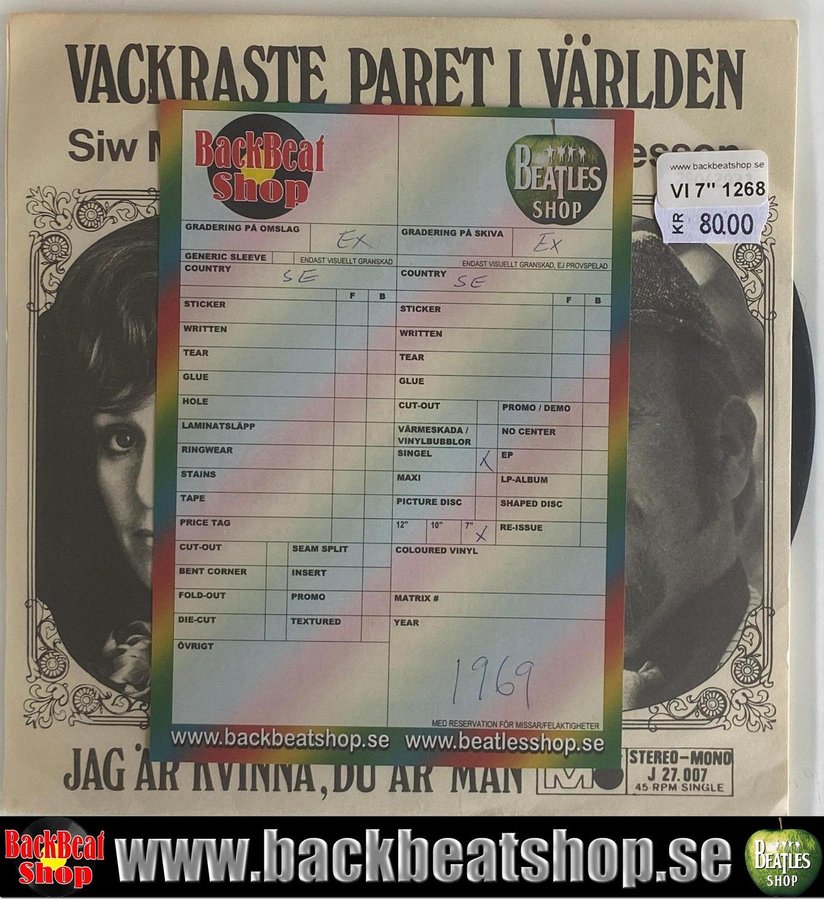 VACKRASTE PARET I VÄRLDEN
Siw
BackBeat
Shop
BEATLES
SHOP
www.backbeatshop.se
VI 7" 1268
KR 80.00
GRADERING PÅ OMSLAG Ex
GENERIC SLEEVE
ENDAST VISUELLT GRANSKAD
COUNTRY SE
F B
STICKER
WRITTEN
TEAR
GLUE
HOLE
LAMINATSLÄPP
RINGWEAR
STAINS
TAPE
PRICE TAG
CUT-OUT SEAM SPLIT
BENT CORNER INSERT
FOLD-OUT PROMO
DIE-CUT TEXTURED
ÖVRIGT
GRADERING PÅ SKIVA Ex
ENDAST VISUELLT GRANSKAD, EJ PROVSPELAD
COUNTRY SE
F B
STICKER
WRITTEN
TEAR
GLUE
CUT-OUT PROMO / DEMO
VÄRMESKADA /
VINYLBUBBLOR
NO CENTER
SINGEL X EP
MAXI LP-ALBUM
PICTURE DISC SHAPED DISC
12" 10" 7" X RE-ISSUE
COLOURED VINYL
MATRIX #
YEAR
1969
MED RESERVATION FÖR MISSAR/FELAKTIGHETER
www.backbeatshop.se www.beatlesshop.se
JAG ÄR KVINNA, DU ÄR MAN
STEREO-MONO
J 27.007
45 RPM SINGLE
BackBeat
Shop
www.backbeatshop.se
BEATLES
SHOP